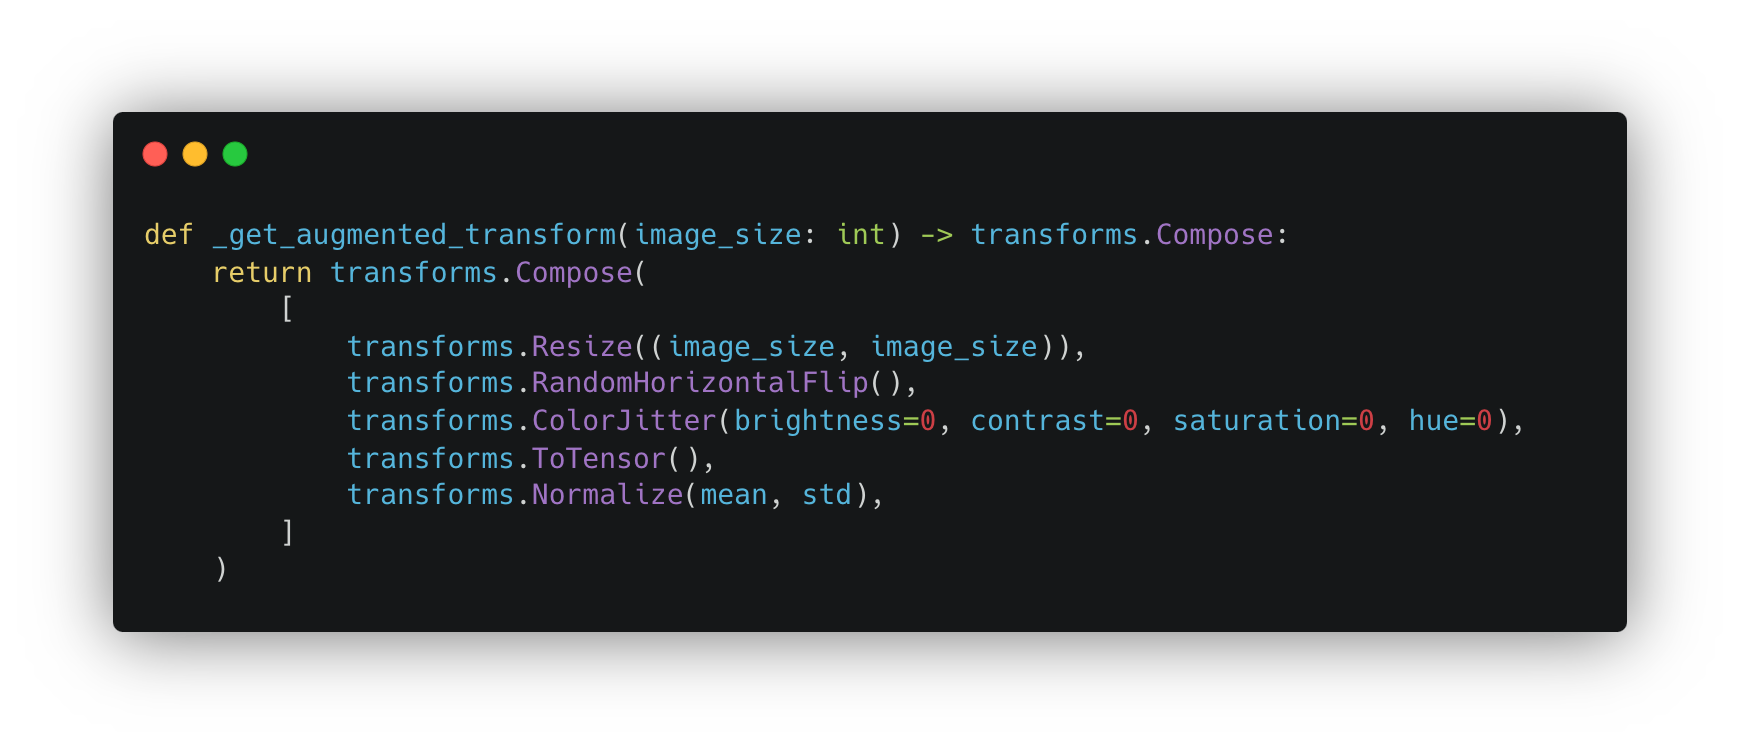 def _get_augmented_transform(image_size: int) -> transforms.Compose:
    return transforms.Compose(
        [
            transforms.Resize((image_size, image_size)),
            transforms.RandomHorizontalFlip(),
            transforms.ColorJitter(brightness=0, contrast=0, saturation=0, hue=0),
            transforms.ToTensor(),
            transforms.Normalize(mean, std),
        ]
    )